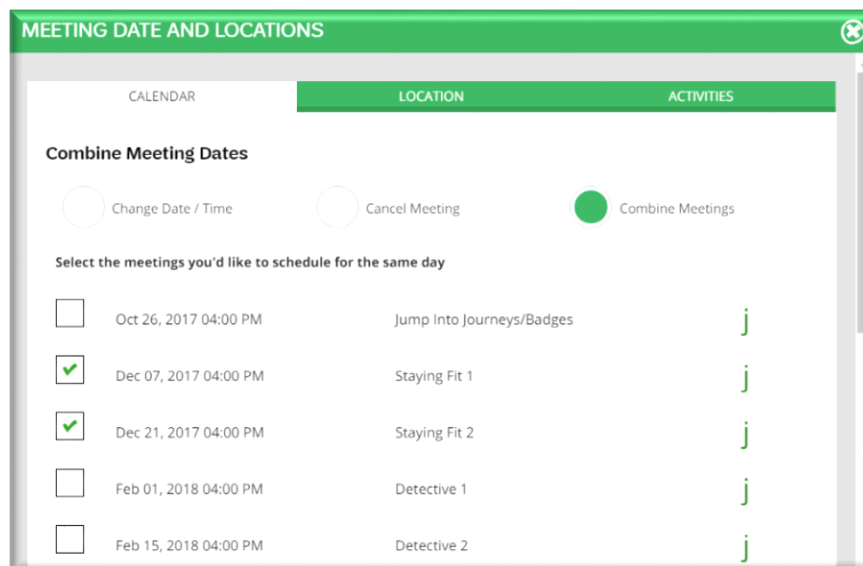 MEETING DATE AND LOCATIONS
CALENDAR LOCATION ACTIVITIES
Combine Meeting Dates
Change Date / Time Cancel Meeting Combine Meetings
Select the meetings you'd like to schedule for the same day
Oct 26, 2017 04:00 PM Jump Into Journeys/Badges j
Dec 07, 2017 04:00 PM Staying Fit 1 j
Dec 21, 2017 04:00 PM Staying Fit 2 j
Feb 01, 2018 04:00 PM Detective 1 j
Feb 15, 2018 04:00 PM Detective 2 j